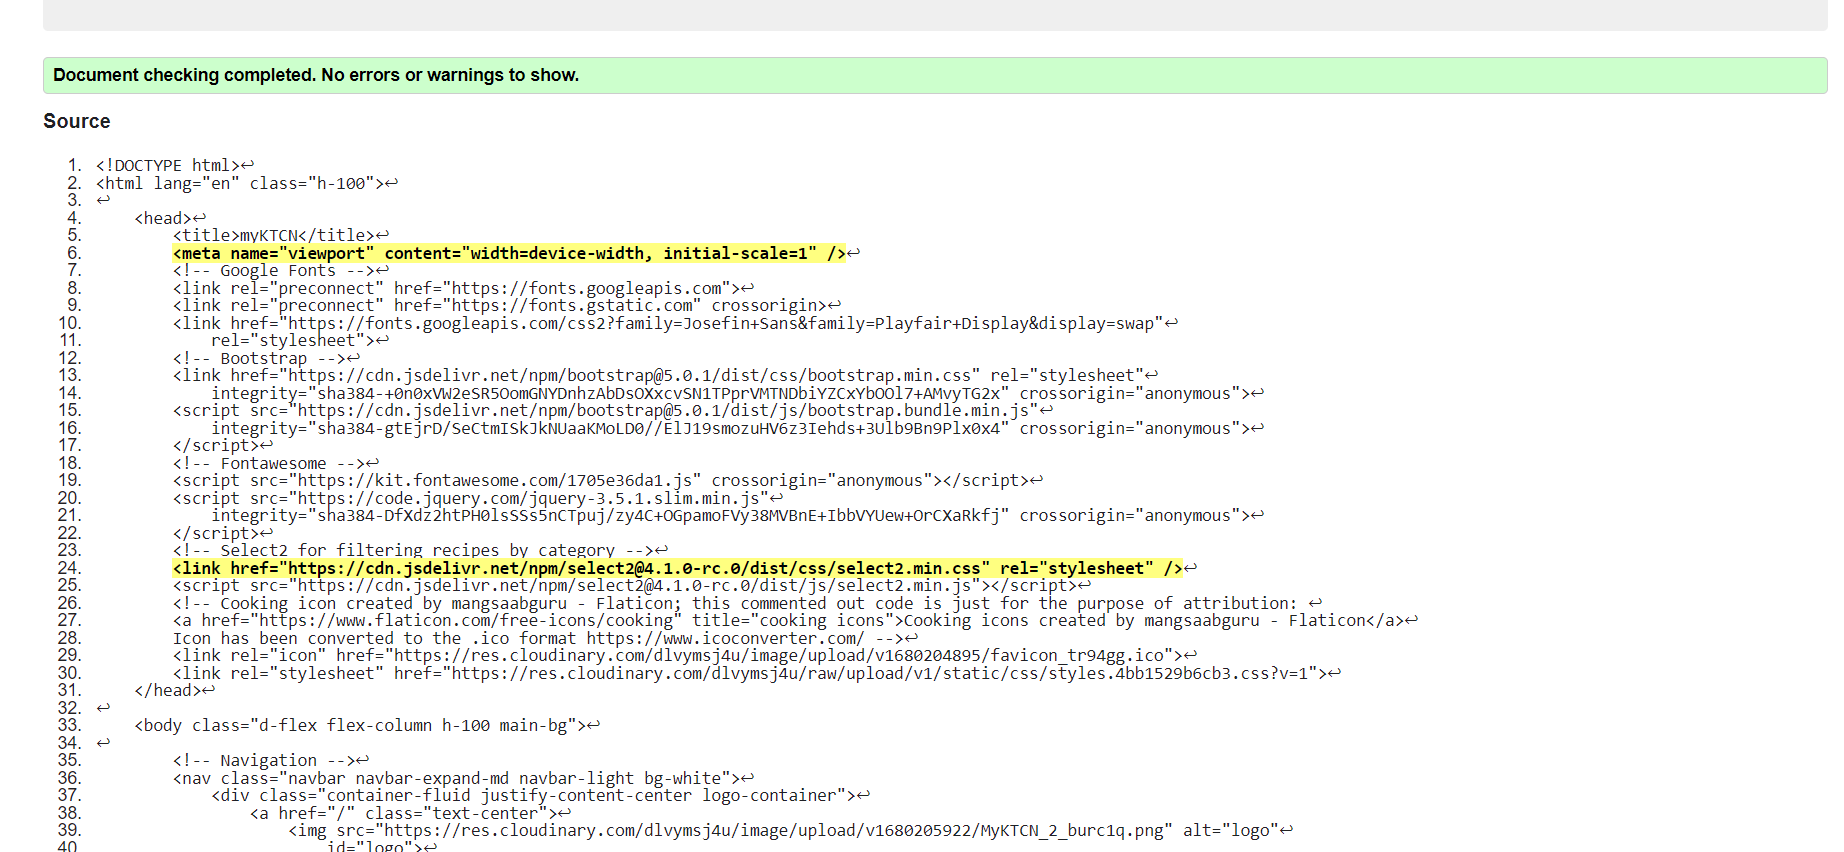 Document checking completed. No errors or warnings to show.
Source
1. <!DOCTYPE html>↩
2. <html lang="en" class="h-100">↩
3. ↩
4. <head>↩
5. <title>myKTCN</title>↩
6. <meta name="viewport" content="width=device-width, initial-scale=1" />↩
7. <!-- Google Fonts -->↩
8. <link rel="preconnect" href="https://fonts.googleapis.com">↩
9. <link rel="preconnect" href="https://fonts.gstatic.com" crossorigin>↩
10. <link href="https://fonts.googleapis.com/css2?family=Josefin+Sans&family=Playfair+Display&display=swap"↩
11. rel="stylesheet">↩
12. <!-- Bootstrap -->↩
13. <link href="https://cdn.jsdelivr.net/npm/bootstrap@5.0.1/dist/css/bootstrap.min.css" rel="stylesheet"↩
14. integrity="sha384-+0n0xVW2eSR5OomGNYDnhzAbDsOXxcvSN1TPprVMTNDbiYZCxYbOOl7+AMvyTG2x" crossorigin="anonymous">↩
15. <script src="https://cdn.jsdelivr.net/npm/bootstrap@5.0.1/dist/js/bootstrap.bundle.min.js"↩
16. integrity="sha384-gtEjrD/SeCtmISkJkNUaaKMoLD0//ElJ19smozuHV6z3Iehds+3Ulb9Bn9Plx0x4" crossorigin="anonymous">↩
17. </script>↩
18. <!-- Fontawesome -->↩
19. <script src="https://kit.fontawesome.com/1705e36da1.js" crossorigin="anonymous"></script>↩
20. <script src="https://code.jquery.com/jquery-3.5.1.slim.min.js"↩
21. integrity="sha384-DfXdz2htPH0lsSSs5nCTpuj/zy4C+OGpamoFVy38MVBnE+IbbVYUew+OrCXaRkfj" crossorigin="anonymous">↩
22. </script>↩
23. <!-- Select2 for filtering recipes by category -->↩
24. <link href="https://cdn.jsdelivr.net/npm/select2@4.1.0-rc.0/dist/css/select2.min.css" rel="stylesheet" />↩
25. <script src="https://cdn.jsdelivr.net/npm/select2@4.1.0-rc.0/dist/js/select2.min.js"></script>↩
26. <!-- Cooking icon created by mangsaabguru - Flaticon; this commented out code is just for the purpose of attribution: ↩
27. <a href="https://www.flaticon.com/free-icons/cooking" title="cooking icons">Cooking icons created by mangsaabguru - Flaticon</a>↩
28. Icon has been converted to the .ico format https://www.icoconverter.com/ -->↩
29. <link rel="icon" href="https://res.cloudinary.com/dlvymsj4u/image/upload/v1680204895/favicon_tr94gg.ico">↩
30. <link rel="stylesheet" href="https://res.cloudinary.com/dlvymsj4u/raw/upload/v1/static/css/styles.4bb1529b6cb3.css?v=1">↩
31. </head>↩
32. ↩
33. <body class="d-flex flex-column h-100 main-bg">↩
34. ↩
35. <!-- Navigation -->↩
36. <nav class="navbar navbar-expand-md navbar-light bg-white">↩
37. <div class="container-fluid justify-content-center logo-container">↩
38. <a href="/" class="text-center">↩
39. <img src="https://res.cloudinary.com/dlvymsj4u/image/upload/v1680205922/MyKTCN_2_burc1q.png" alt="logo"↩
40. id="logo">↩